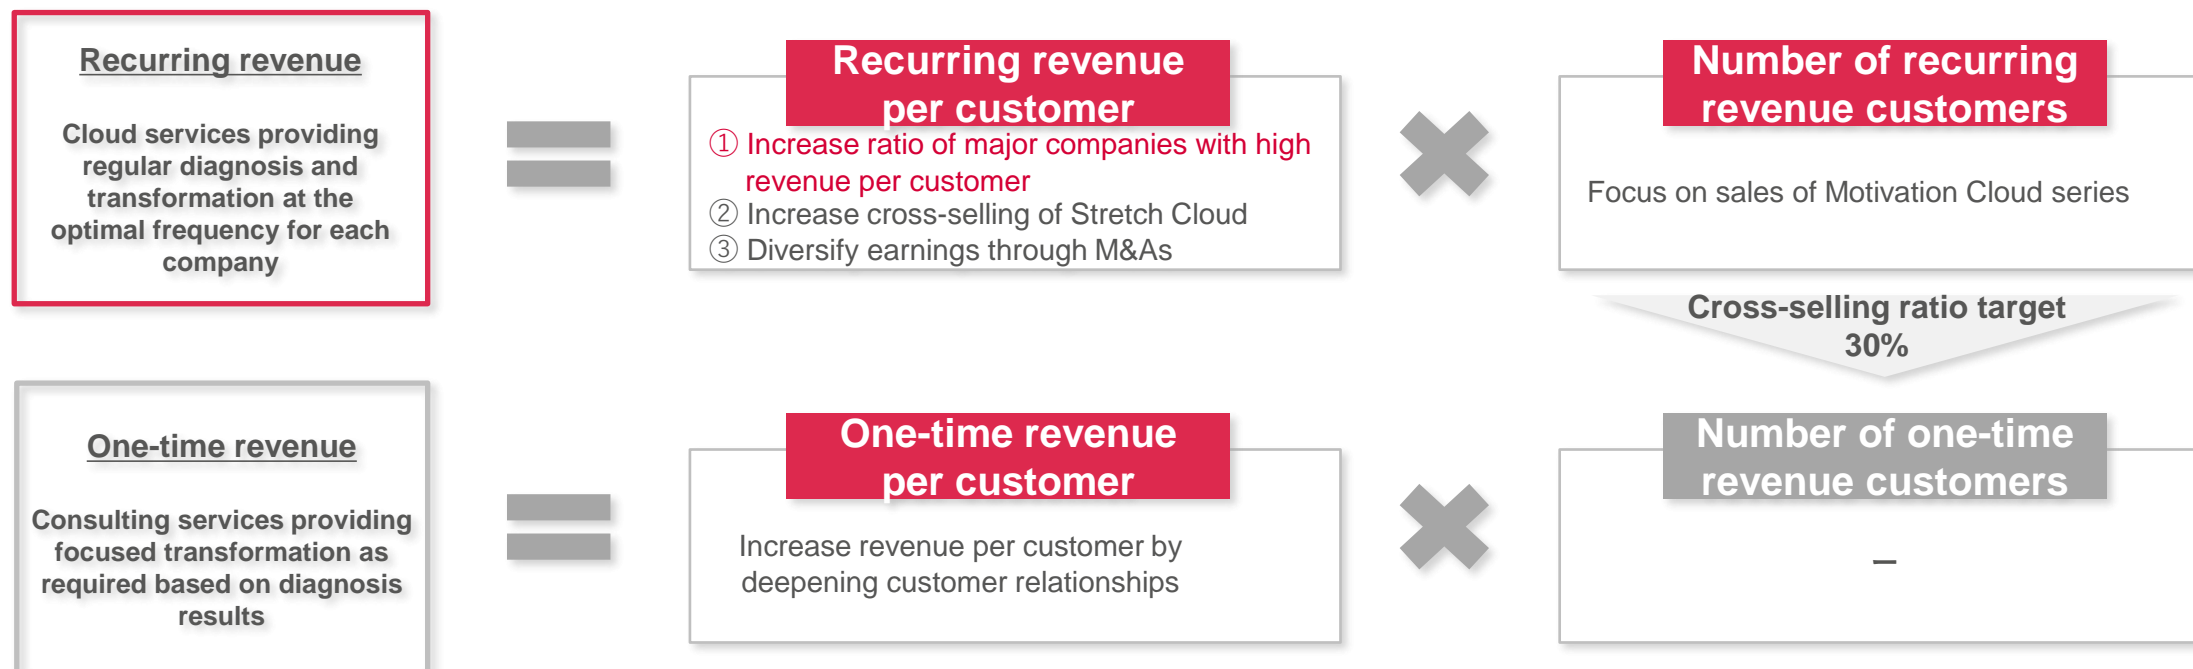 Recurring revenue
Cloud services providing
regular diagnosis and
transformation at the
optimal frequency for each
company
Recurring revenue
per customer
① Increase ratio of major companies with high
revenue per customer
② Increase cross-selling of Stretch Cloud
③ Diversify earnings through M&As
Number of recurring
revenue customers
Focus on sales of Motivation Cloud series
Cross-selling ratio target
30%
One-time revenue
Consulting services providing
focused transformation as
required based on diagnosis
results
One-time revenue
per customer
Increase revenue per customer by
deepening customer relationships
Number of one-time
revenue customers
–